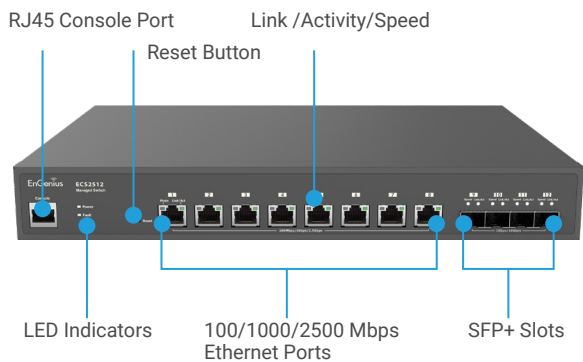 RJ45 Console Port
Link /Activity/Speed
Reset Button
EnGenius
ECS2512
Managed Switch
Console
Power
Fault
Reset
1 2 3 4 5 6 7 8
9 10 11 12
LED Indicators
100/1000/2500 Mbps
Ethernet Ports
SFP+ Slots